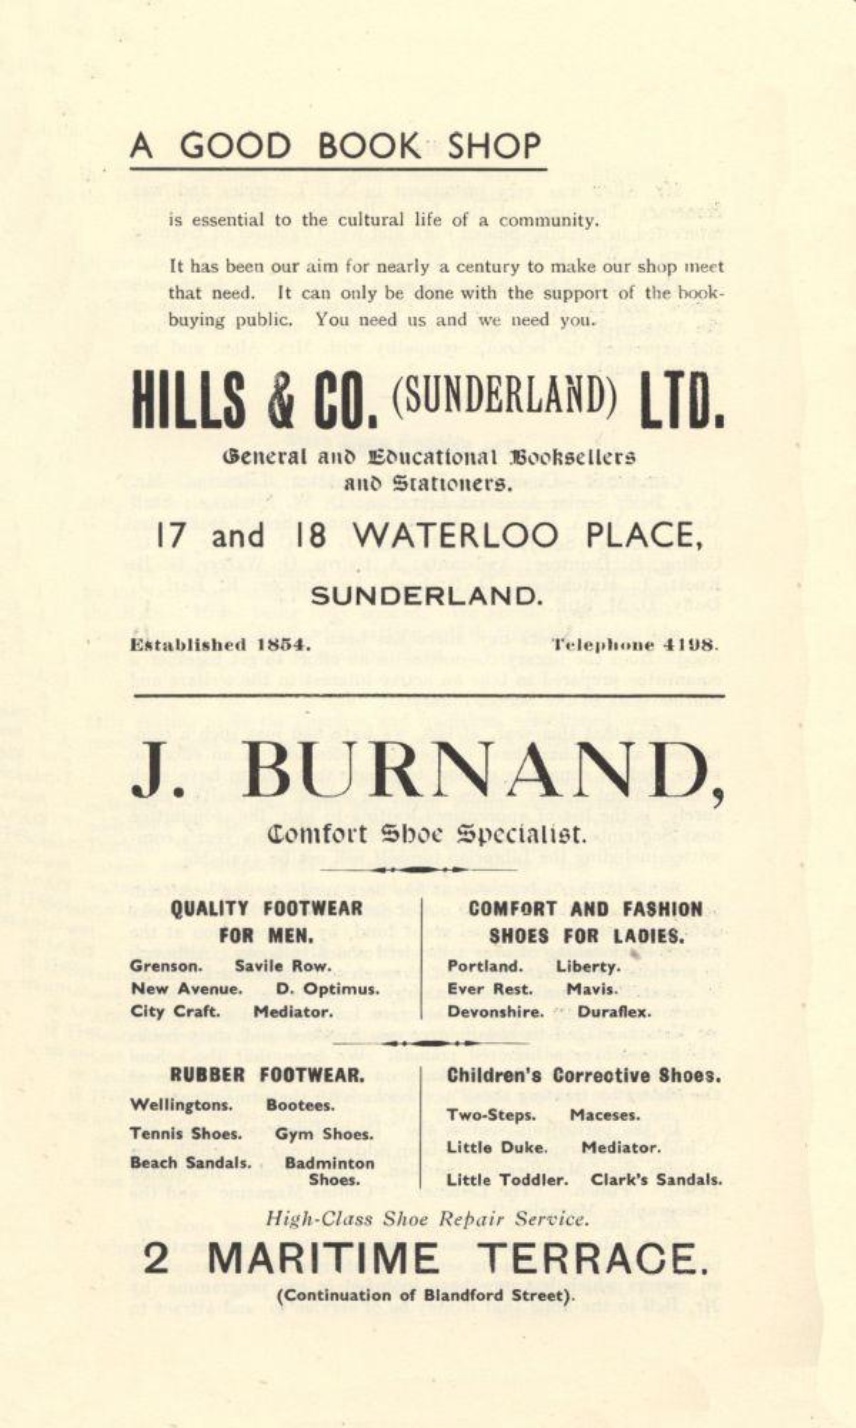 A GOOD BOOK SHOP
is essential to the cultural life of a community.
It has been our aim for nearly a century to make our shop meet
that need. It can only be done with the support of the book-
buying public. You need us and we need you.
HILLS & CO. (SUNDERLAND) LTD.
General and Educational Booksellers
and Stationers.
17 and 18 WATERLOO PLACE,
SUNDERLAND.
Established 1854. Telephone 4198.
J. BURNAND,
Comfort Shoe Specialist.
QUALITY FOOTWEAR
FOR MEN.
Grenson. Savile Row.
New Avenue. D. Optimus.
City Craft. Mediator.
COMFORT AND FASHION
SHOES FOR LADIES.
Portland. Liberty.
Ever Rest. Mavis.
Devonshire. Duraflex.
RUBBER FOOTWEAR.
Wellingtons. Bootees.
Tennis Shoes. Gym Shoes.
Beach Sandals. Badminton
Shoes.
Children's Corrective Shoes.
Two-Steps. Maceses.
Little Duke. Mediator.
Little Toddler. Clark's Sandals.
High-Class Shoe Repair Service.
2 MARITIME TERRACE.
(Continuation of Blandford Street).